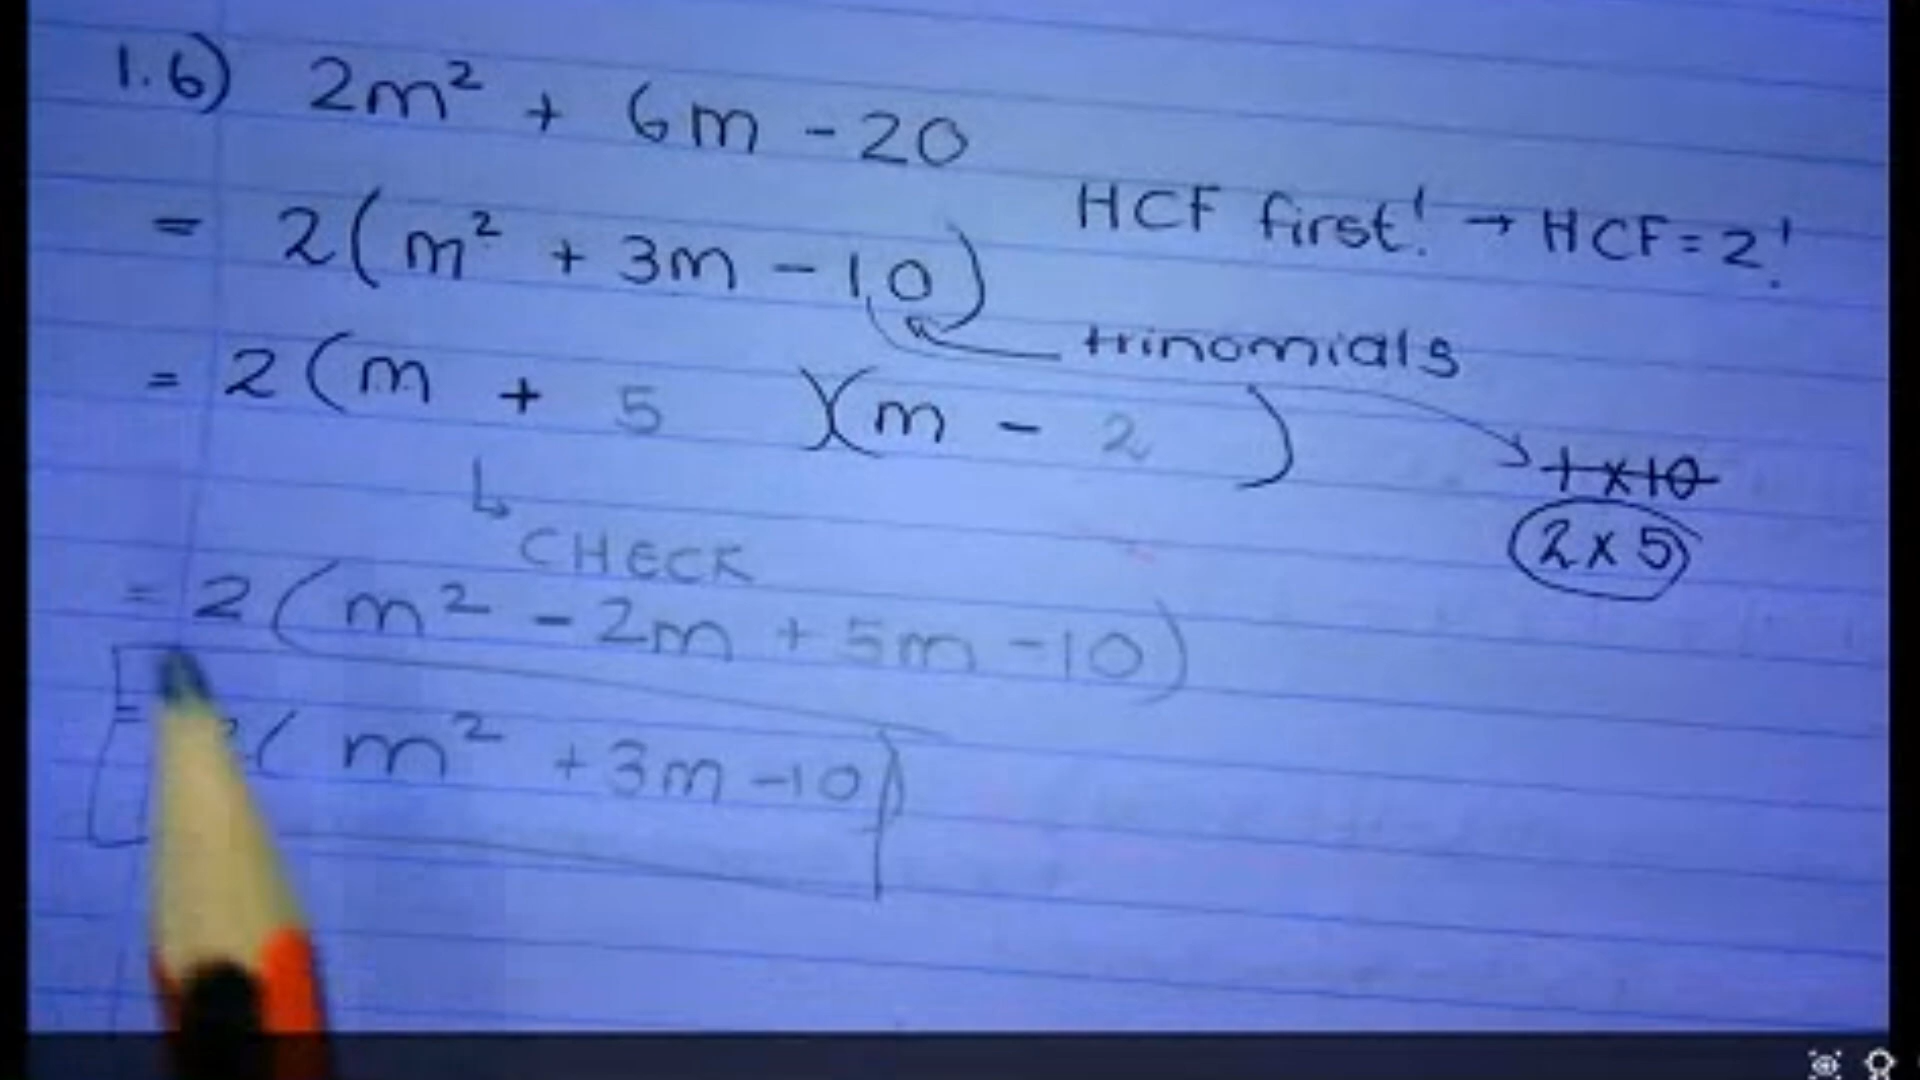 1.6) 2m² + 6m - 20
HCF first! → HCF = 2!
= 2(m² + 3m - 10)
trinomials
= 2(m + 5)(m - 2)
1 x 10
2 x 5
↳ CHECK
= 2(m² - 2m + 5m - 10)
= 2(m² + 3m - 10)